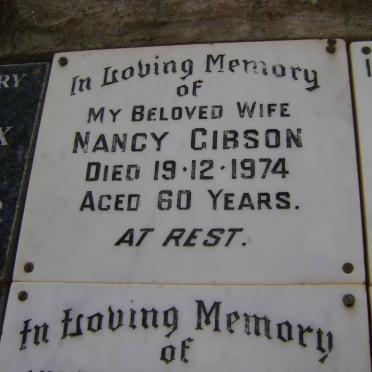 In Loving Memory
of
MY BELOVED WIFE
NANCY GIBSON
DIED 19·12·1974
AGED 60 YEARS.
AT REST.
In Loving Memory
of